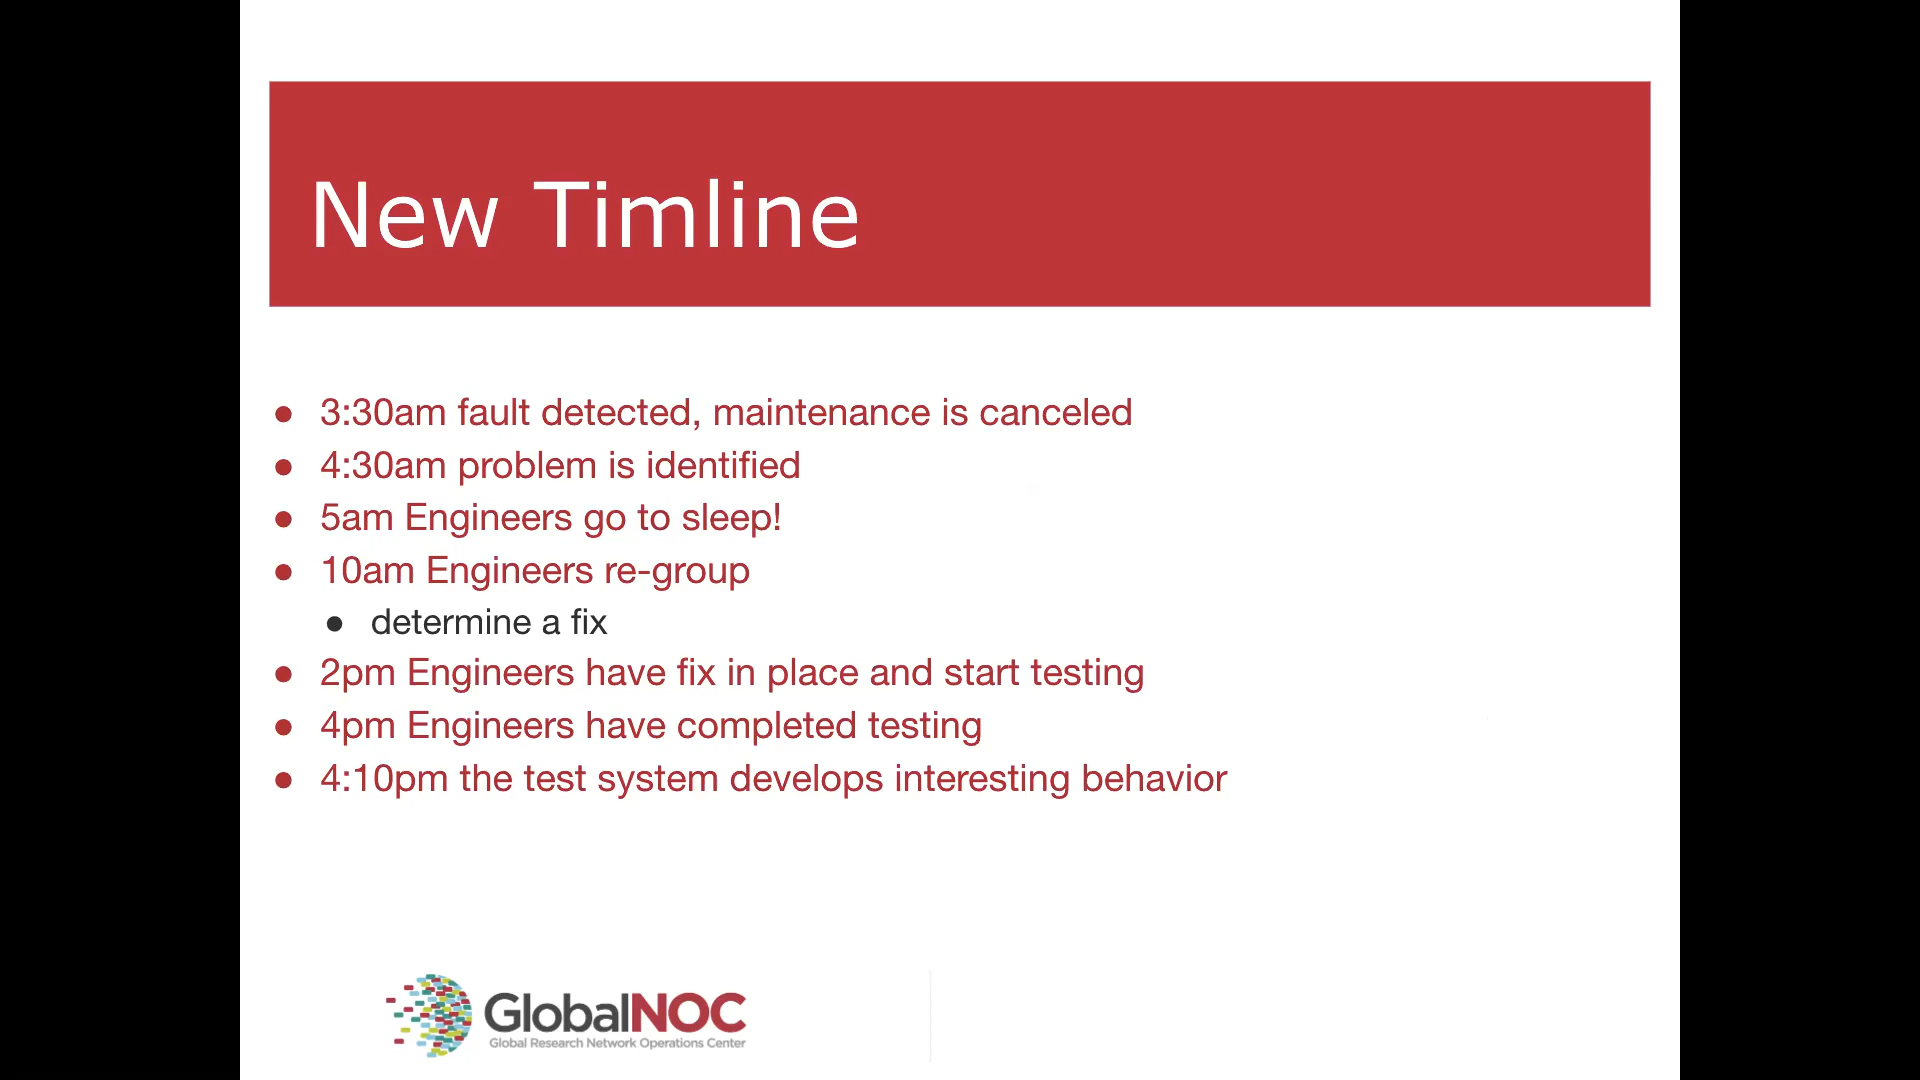 New Timline
● 3:30am fault detected, maintenance is canceled
● 4:30am problem is identified
● 5am Engineers go to sleep!
● 10am Engineers re-group
● determine a fix
● 2pm Engineers have fix in place and start testing
● 4pm Engineers have completed testing
● 4:10pm the test system develops interesting behavior
GlobalNOC
Global Research Network Operations Center